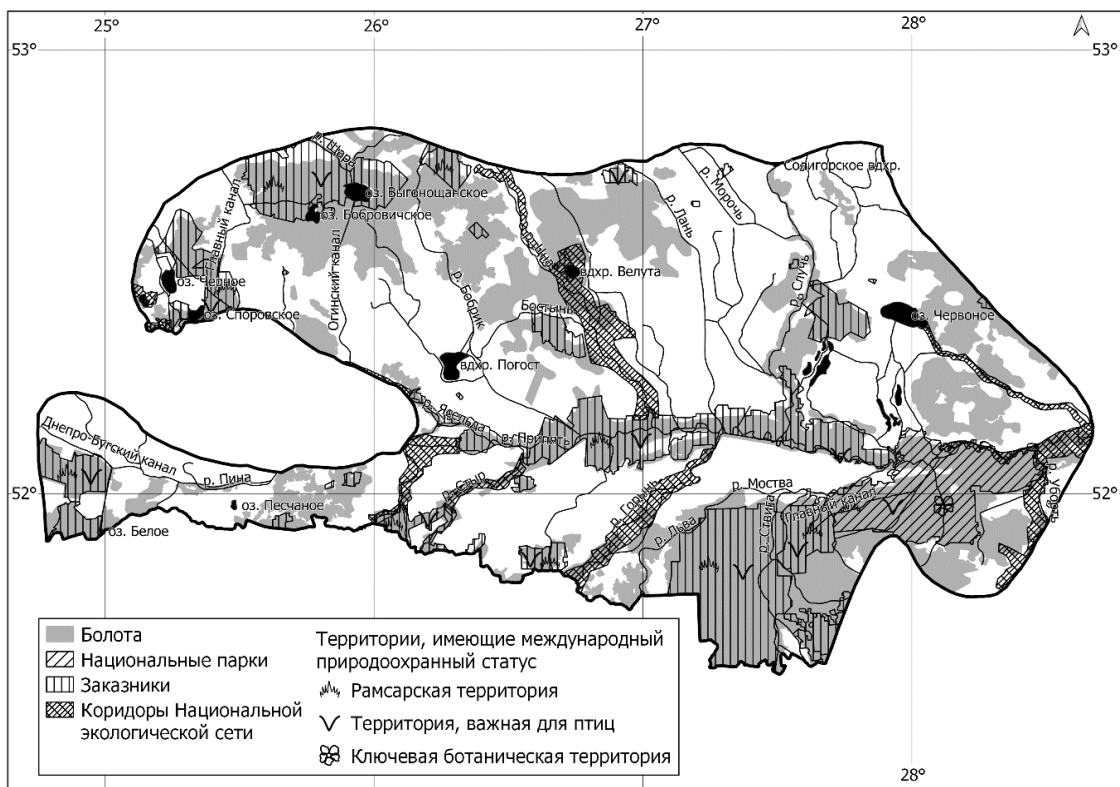 25°
26°
27°
28°
53°
53°
р. Щара
Солигорское вдхр.
р. Морочь
оз. Выгонощанское
оз. Бобровичское
р. Лань
Главный канал
р. Цна
вдхр. Велута
оз. Черное
Огинский канал
р. Бобрик
р. Случь
оз. Споровское
Бостынь
оз. Червоное
вдхр. Погост
р. Ясельда
р. Припять
Днепро-Бугский канал
р. Пина
р. Стырь
р. Горынь
р. Моства
52°
52°
оз. Песчаное
Главный канал
р. Уборть
оз. Белое
р. Льва
р. Ствига
Болота
Национальные парки
Заказники
Коридоры Национальной
экологической сети
Территории, имеющие международный
природоохранный статус
Рамсарская территория
Территория, важная для птиц
Ключевая ботаническая территория
28°